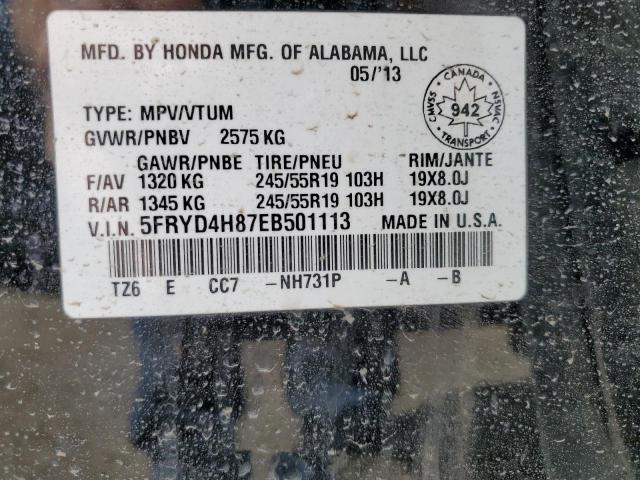 MFD. BY HONDA MFG. OF ALABAMA, LLC
05/'13
CANADA
CMVSS
942
NSVAC
TRANSPORT
TYPE: MPV/VTUM
GVWR/PNBV 2575 KG
GAWR/PNBE TIRE/PNEU RIM/JANTE
F/AV 1320 KG 245/55R19 103H 19X8.0J
R/AR 1345 KG 245/55R19 103H 19X8.0J
V.I.N. 5FRYD4H87EB501113 MADE IN U.S.A.
TZ6 E CC7 -NH731P -A -B